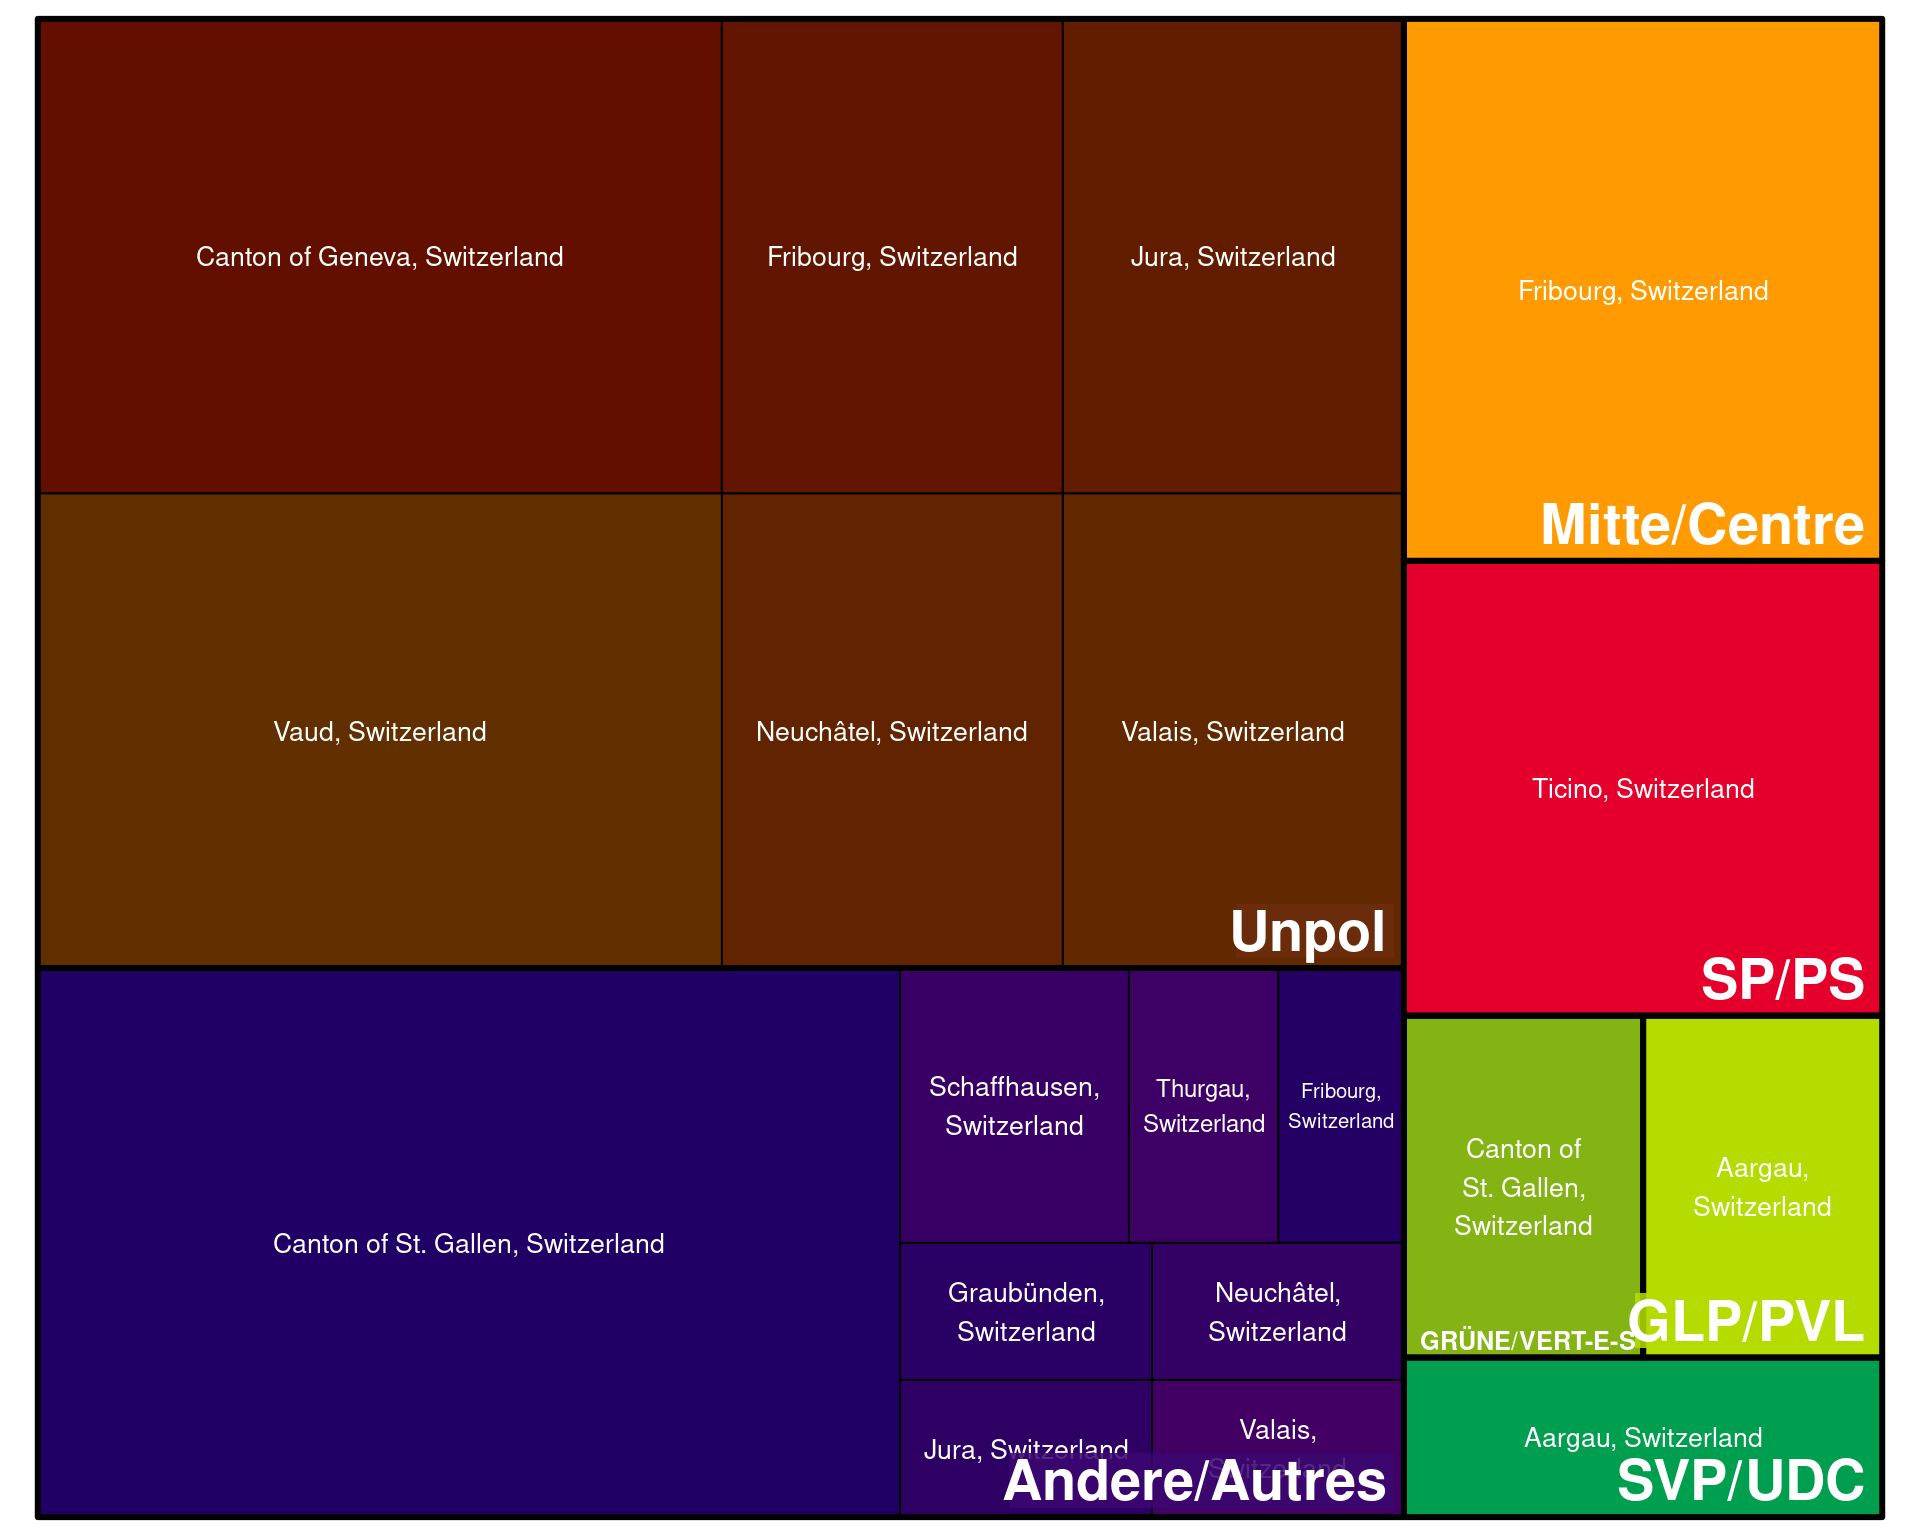 Canton of Geneva, Switzerland
Fribourg, Switzerland
Jura, Switzerland
Vaud, Switzerland
Neuchâtel, Switzerland
Valais, Switzerland
Unpol
Fribourg, Switzerland
Mitte/Centre
Ticino, Switzerland
SP/PS
Canton of St. Gallen, Switzerland
Schaffhausen,
Switzerland
Thurgau,
Switzerland
Fribourg,
Switzerland
Graubünden,
Switzerland
Neuchâtel,
Switzerland
Jura, Switzerland
Valais,
Switzerland
Andere/Autres
Canton of
St. Gallen,
Switzerland
GRÜNE/VERT-E-S
Aargau,
Switzerland
GLP/PVL
Aargau, Switzerland
SVP/UDC